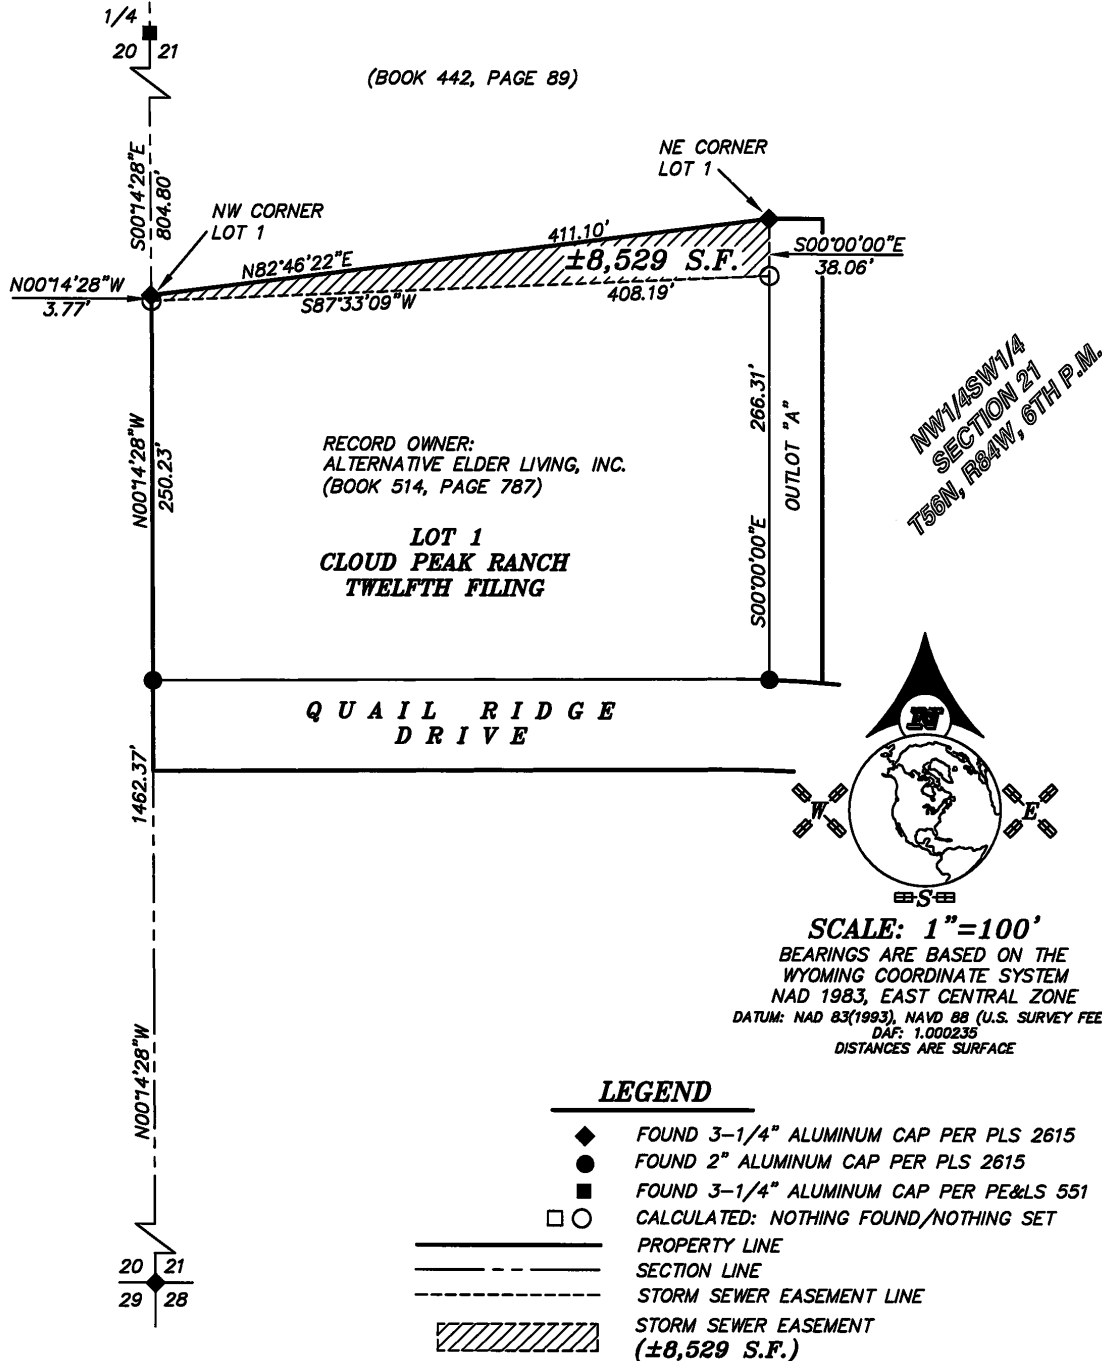 1/4
20 21
(BOOK 442, PAGE 89)
S00°14'28"E
804.80'
NE CORNER
LOT 1
NW CORNER
LOT 1
411.10'
N82°46'22"E
±8,529 S.F.
S00°00'00"E
38.06'
N00°14'28"W
3.77'
S87°33'09"W
408.19'
NW1/4SW1/4
SECTION 21
T56N, R84W, 6TH P.M.
N00°14'28"W
250.23'
266.31'
S00°00'00"E
OUTLOT "A"
RECORD OWNER:
ALTERNATIVE ELDER LIVING, INC.
(BOOK 514, PAGE 787)
LOT 1
CLOUD PEAK RANCH
TWELFTH FILING
QUAIL RIDGE
DRIVE
1462.37'
N00°14'28"W
N
W
E
S
SCALE: 1"=100'
BEARINGS ARE BASED ON THE
WYOMING COORDINATE SYSTEM
NAD 1983, EAST CENTRAL ZONE
DATUM: NAD 83(1993), NAVD 88 (U.S. SURVEY FEE
DAF: 1.000235
DISTANCES ARE SURFACE
LEGEND
FOUND 3-1/4" ALUMINUM CAP PER PLS 2615
FOUND 2" ALUMINUM CAP PER PLS 2615
FOUND 3-1/4" ALUMINUM CAP PER PE&LS 551
CALCULATED: NOTHING FOUND/NOTHING SET
PROPERTY LINE
SECTION LINE
STORM SEWER EASEMENT LINE
STORM SEWER EASEMENT
(±8,529 S.F.)
20 21
29 28